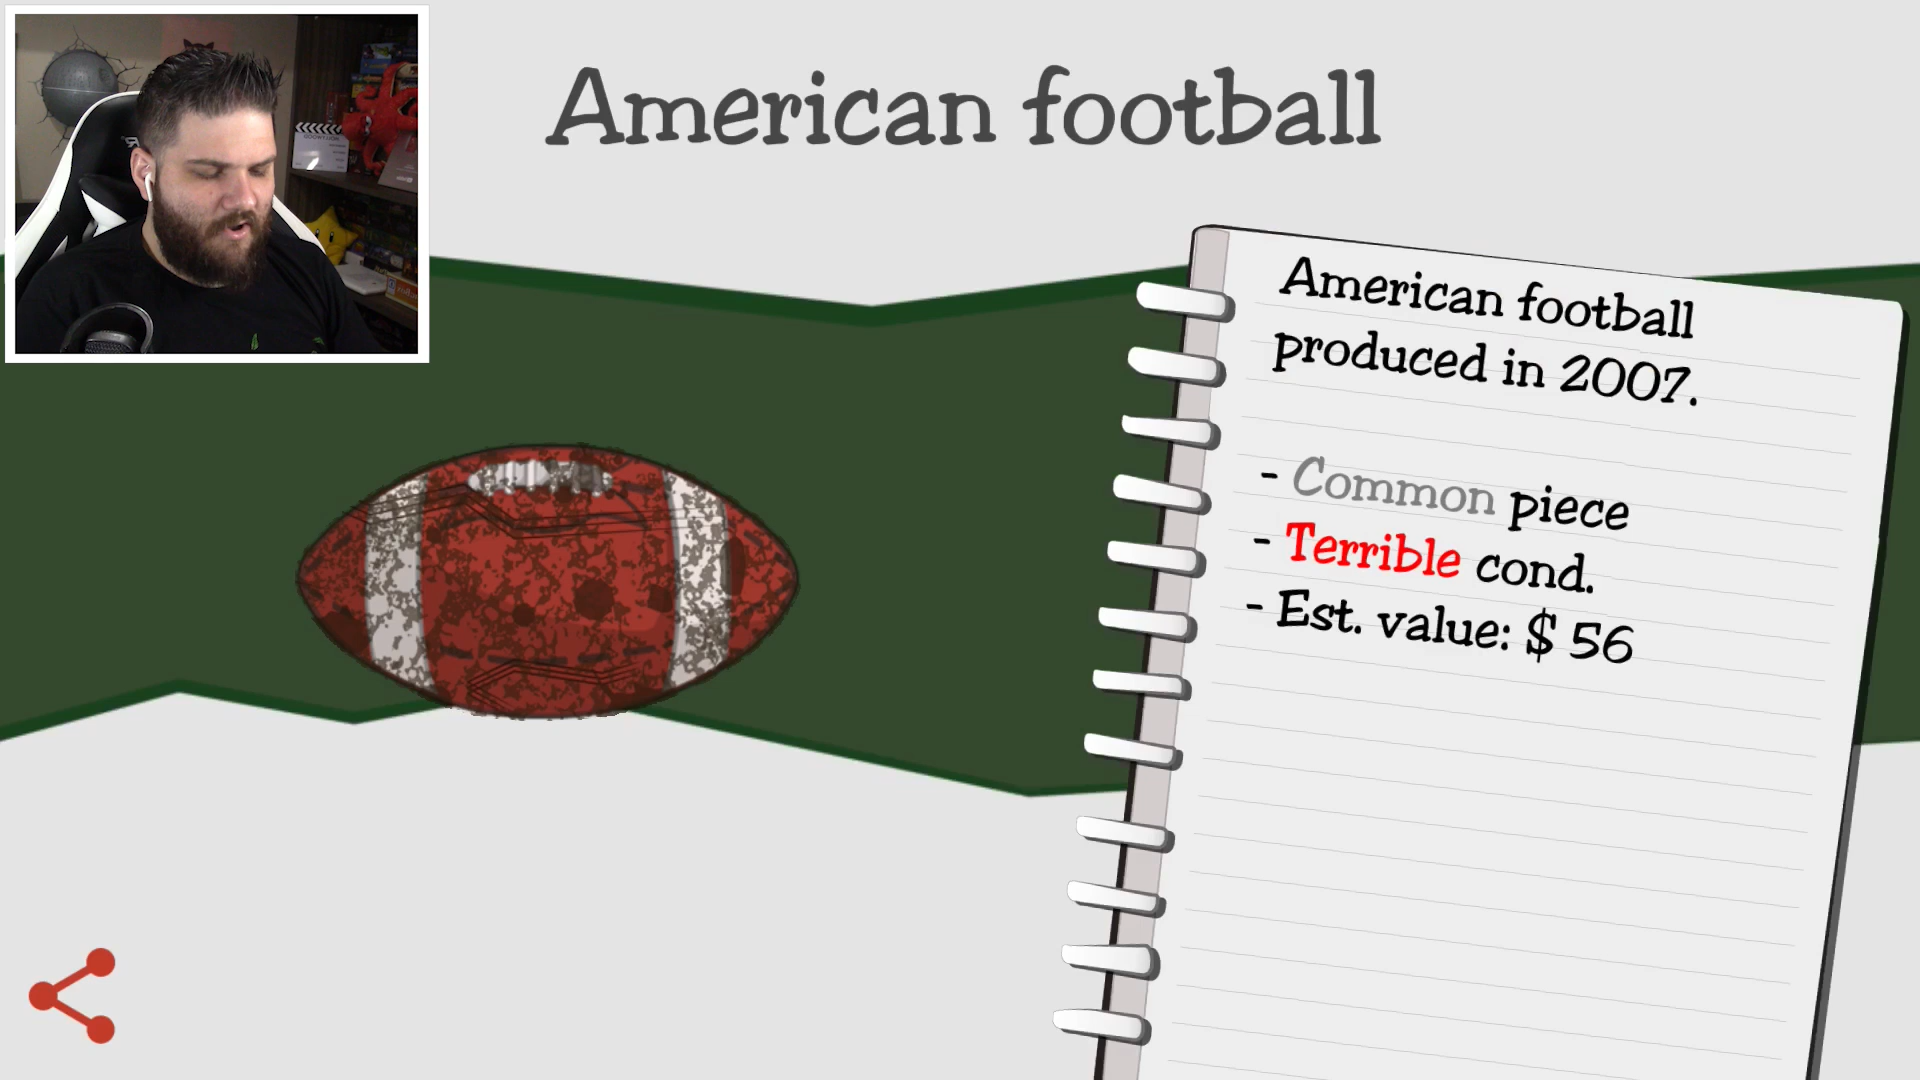 American football
American football
produced in 2007.
- Common piece
- Terrible cond.
- Est. value: $ 56